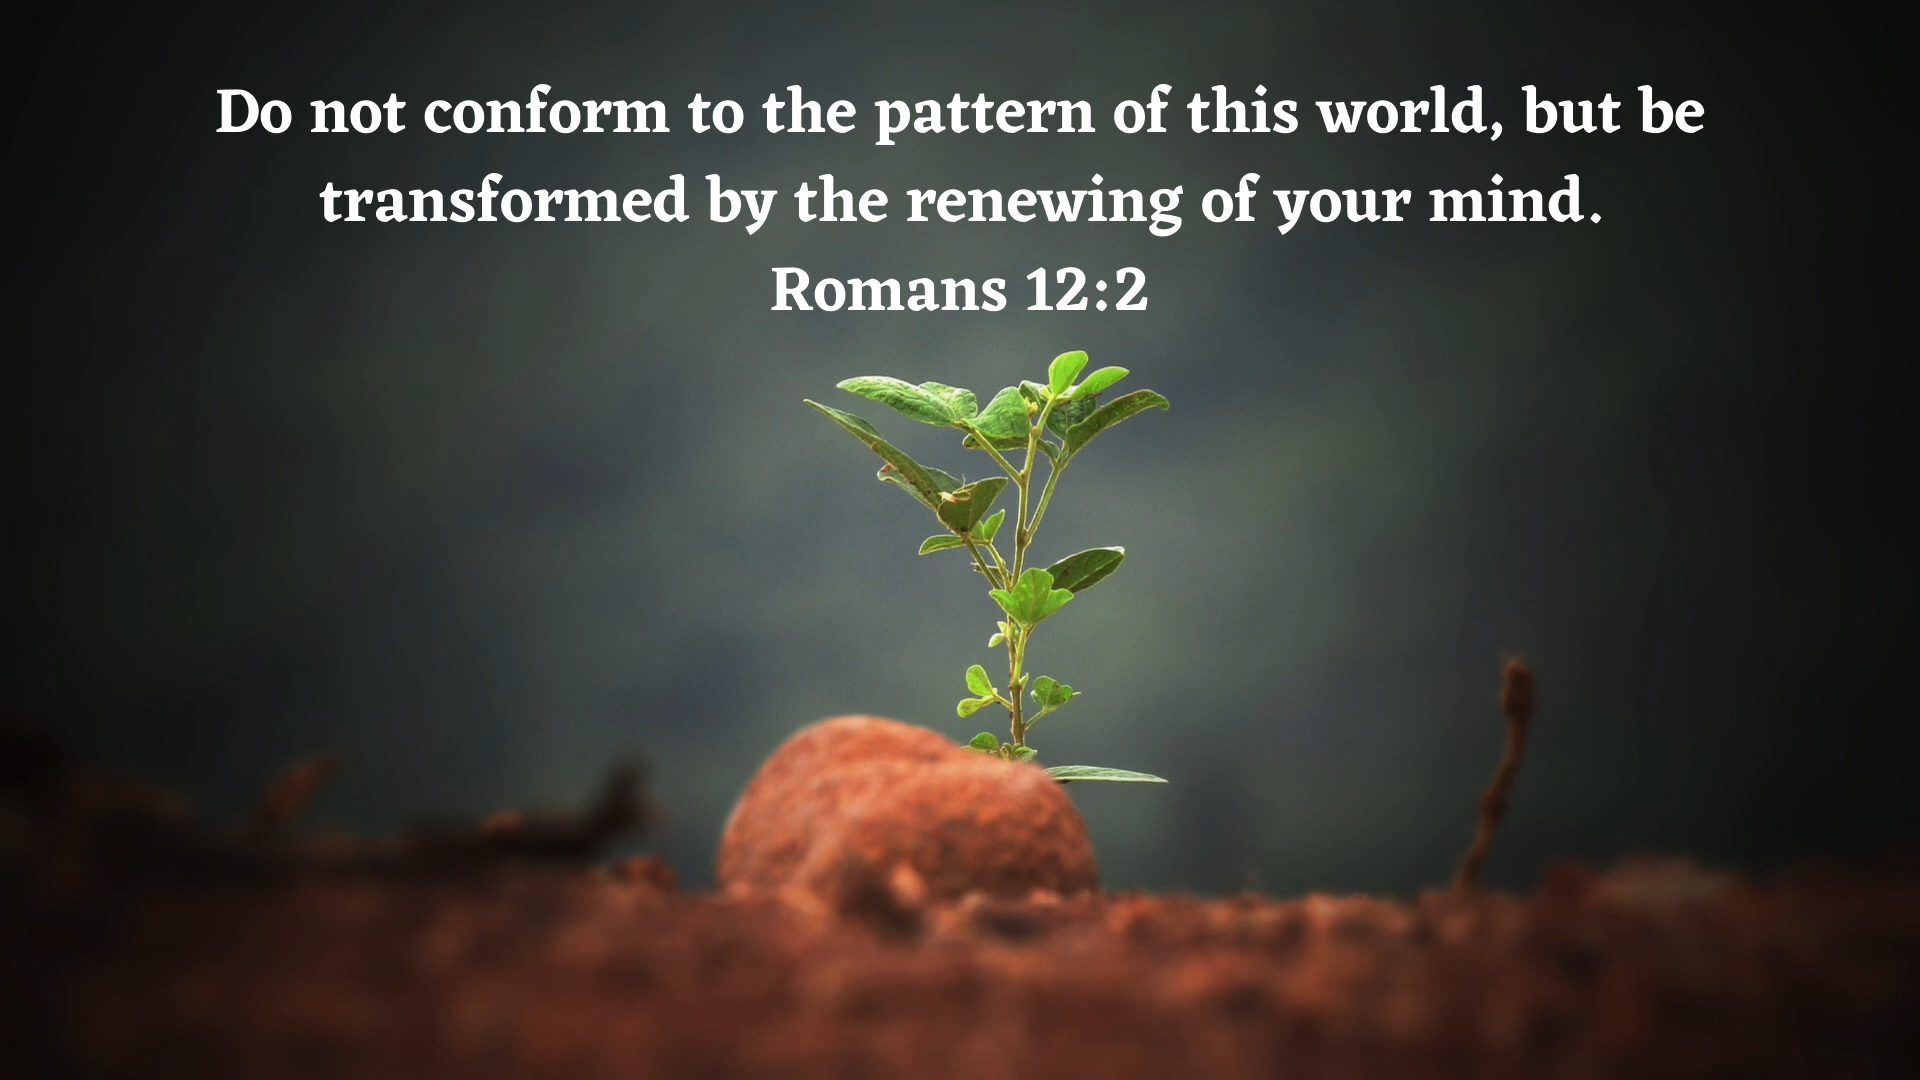 Do not conform to the pattern of this world, but be
transformed by the renewing of your mind.
Romans 12:2